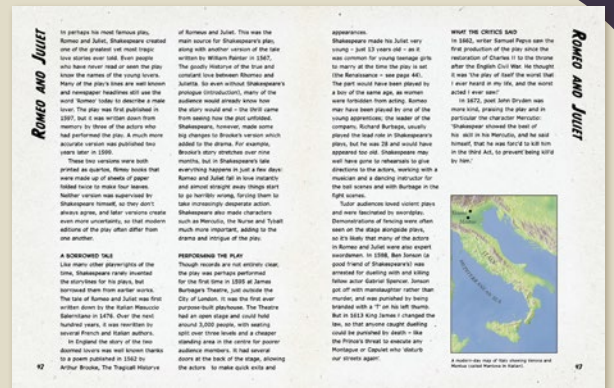 ROMEO AND JULIET
In perhaps his most famous play,
Romeo and Juliet, Shakespeare created
one of the greatest yet most tragic
love stories ever told. Even people
who have never read or seen the play
know the names of the young lovers.
Many of the play's lines are well known
and newspaper headlines still use the
word 'Romeo' today to describe a male
lover. The play was first published in
1597, but it was written down from
memory by three of the actors who
had performed the play. A much more
accurate version was published two
years later in 1599.
These two versions were both
printed as quartos, flimsy books that
were made up of sheets of paper
folded twice to make four leaves.
Neither version was supervised by
Shakespeare himself, so they don't
always agree, and later versions create
even more uncertainty, so that modern
editions of the play often differ from
one another.
A BORROWED TALE
Like many other playwrights of the
time, Shakespeare rarely invented
the storylines for his plays, but
borrowed them from earlier works.
The tale of Romeo and Juliet was first
written down by the Italian Masuccio
Salernitano in 1476. Over the next
hundred years, it was rewritten by
several French and Italian authors.
In England the story of the two
doomed lovers was well known thanks
to a poem published in 1562 by
Arthur Brooke, The Tragicall Historye
of Romeus and Juliet. This was the
main source for Shakespeare's play,
along with another version of the tale
written by William Painter in 1567,
The goodly Historye of the true and
constant love between Rhomeo and
Julietta. So even without Shakespeare's
prologue (introduction), many of the
audience would already know how
the story would end – the thrill came
from seeing how the plot unfolded.
Shakespeare, however, made some
big changes to Brooke's version which
added to the drama. For example,
Brooke's story stretches over nine
months, but in Shakespeare's tale
everything happens in just a few days:
Romeo and Juliet fall in love instantly
and almost straight away things start
to go horribly wrong, forcing them to
take increasingly desperate action.
Shakespeare also made characters
such as Mercutio, the Nurse and Tybalt
much more important, adding to the
drama and intrigue of the play.
PERFORMING THE PLAY
Though records are not entirely clear,
the play was perhaps performed
for the first time in 1595 at James
Burbage's Theatre, just outside the
City of London. It was the first ever
purpose-built playhouse. The Theatre
had an open stage and could hold
around 3,000 people, with seating
split over three levels and a cheaper
standing area in the centre for poorer
audience members. It had several
doors at the back of the stage, allowing
the actors to make quick exits and
92
appearances.
Shakespeare made his Juliet very
young – just 13 years old – as it
was common for young teenage girls
to marry at the time the play is set
(the Renaissance – see page 44).
The part would have been played by
a boy of the same age, as women
were forbidden from acting. Romeo
may have been played by one of the
young apprentices; the leader of the
company, Richard Burbage, usually
played the lead role in Shakespeare's
plays, but he was 28 and would have
appeared too old. Shakespeare may
well have gone to rehearsals to give
directions to the actors, working with a
musician and a dancing instructor for
the ball scenes and with Burbage in the
fight scenes.
Tudor audiences loved violent plays
and were fascinated by swordplay.
Demonstrations of fencing were often
seen on the stage alongside plays,
so it's likely that many of the actors
in Romeo and Juliet were also expert
swordsmen. In 1598, Ben Jonson (a
good friend of Shakespeare's) was
arrested for duelling with and killing
fellow actor Gabriel Spencer. Jonson
got off with manslaughter rather than
murder, and was punished by being
branded with a 'T' on his left thumb.
But in 1613 King James I changed the
law, so that anyone caught duelling
could be punished by death – like
the Prince's threat to execute any
Montague or Capulet who 'disturb
our streets again'.
WHAT THE CRITICS SAID
In 1662, writer Samuel Pepys saw the
first production of the play since the
restoration of Charles II to the throne
after the English Civil War. He thought
it was 'the play of itself the worst that
I ever heard in my life, and the worst
acted I ever saw!'
In 1672, poet John Dryden was
more kind, praising the play and in
particular the character Mercutio:
'Shakespear showed the best of
his skill in his Mercutio, and he said
himself, that he was forc'd to kill him
in the third Act, to prevent being kill'd
by him.'
ITALY
MEDITERRANEAN SEA
A modern-day map of Italy showing Verona and
Mantua (called Mantova in Italian).
ROMEO AND JULIET